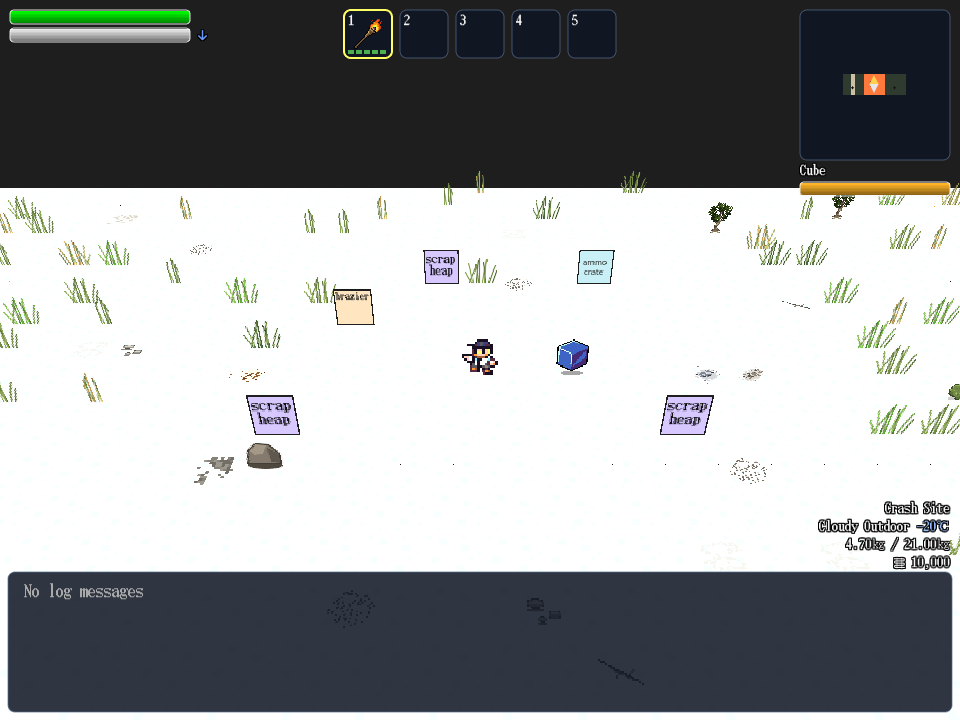 1
2
3
4
5
Cube
scrap
heap
ammo
crate
brazier
scrap
heap
scrap
heap
Crash Site
Cloudy Outdoor -20°C
4.70kg / 21.00kg
10,000
No log messages